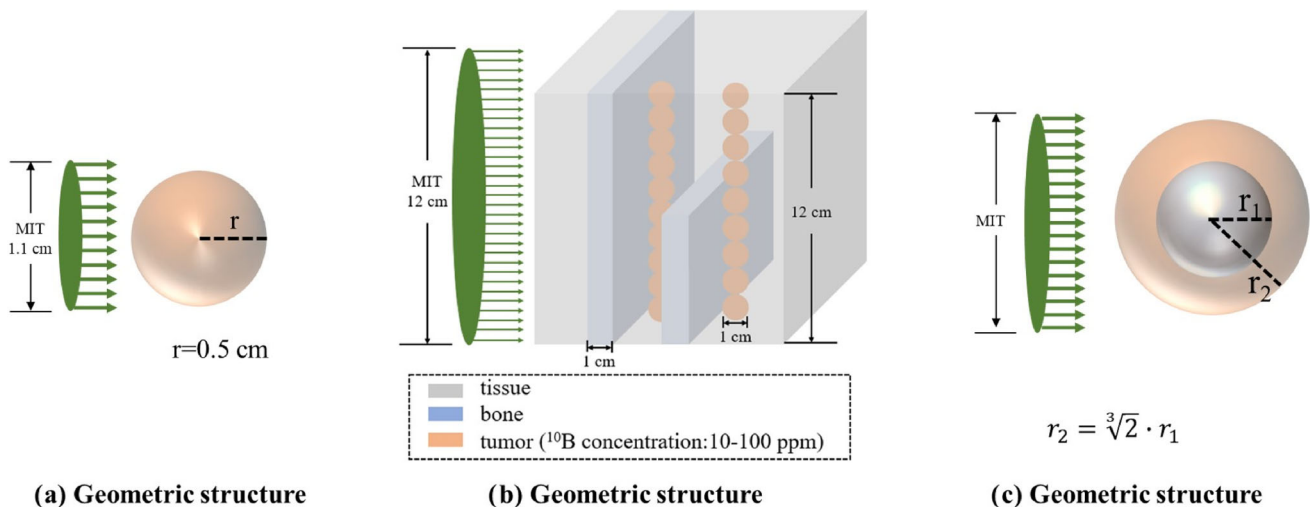 MIT
1.1 cm
r
r=0.5 cm
(a) Geometric structure
MIT
12 cm
12 cm
1 cm
1 cm
tissue
bone
tumor (¹⁰B concentration:10-100 ppm)
(b) Geometric structure
MIT
r₁
r₂
r₂ = ∛2 · r₁
(c) Geometric structure